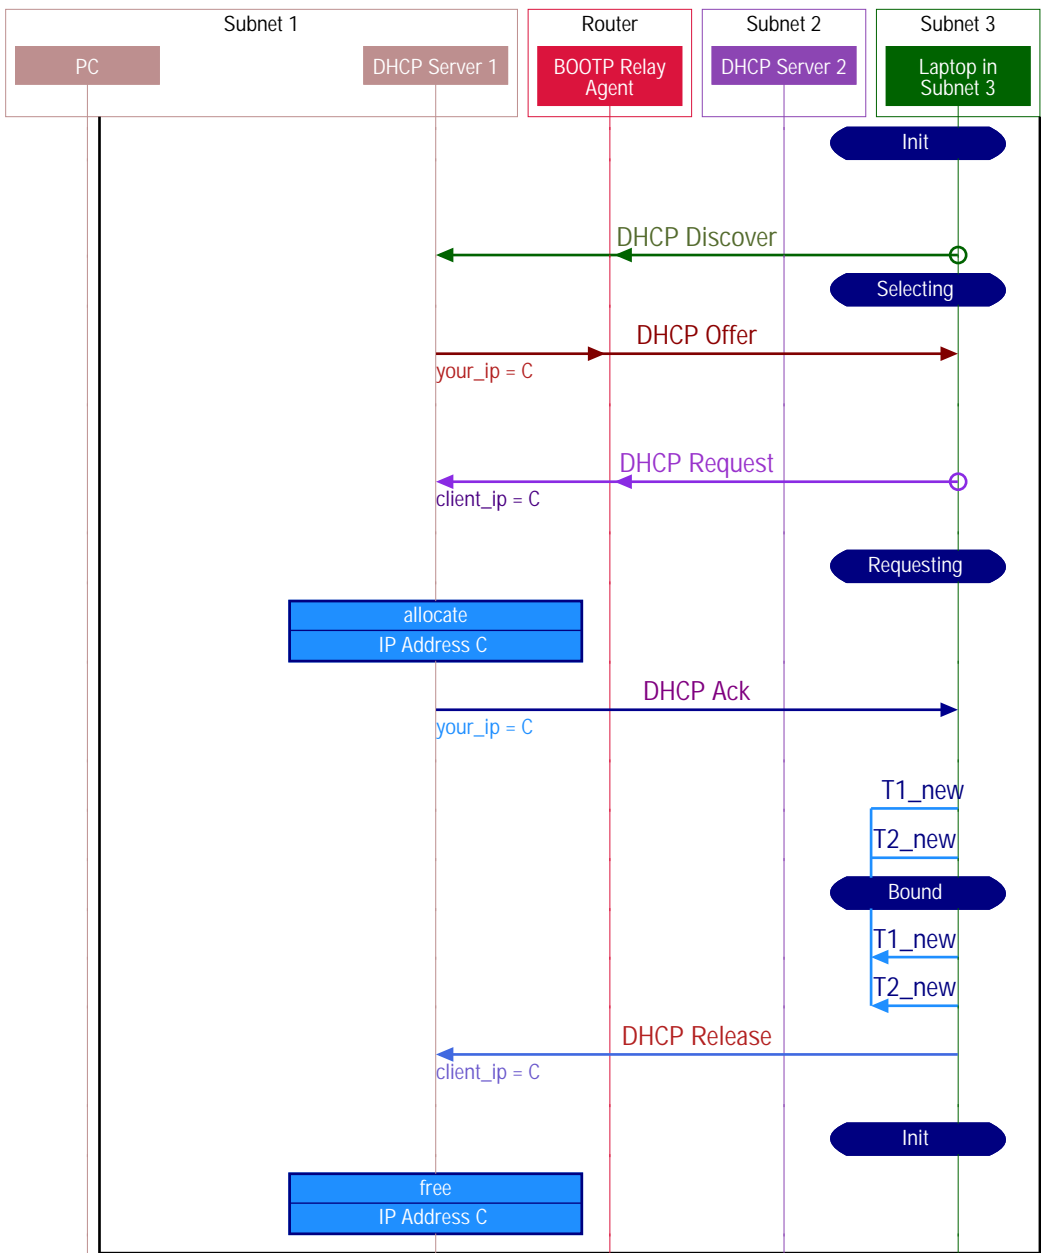 Subnet 1
Router
Subnet 2
Subnet 3
PC
DHCP Server 1
BOOTP Relay
Agent
DHCP Server 2
Laptop in
Subnet 3
Init
DHCP Discover
Selecting
DHCP Offer
your_ip = C
DHCP Request
client_ip = C
Requesting
allocate
IP Address C
DHCP Ack
your_ip = C
T1_new
T2_new
Bound
T1_new
T2_new
DHCP Release
client_ip = C
Init
free
IP Address C